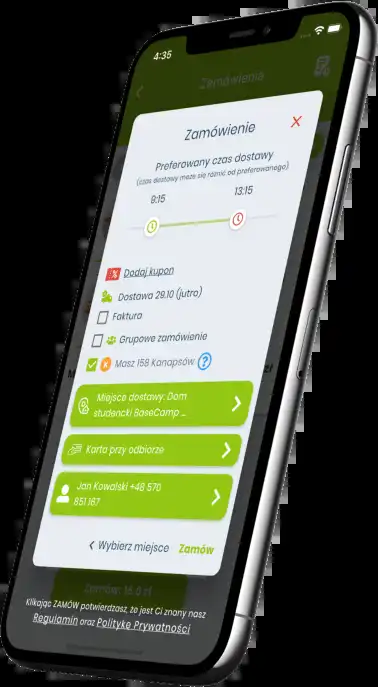 4:35
Zamówienia
Zamówienie
Preferowany czas dostawy
(czas dostawy może się różnić od preferowanego)
9:15 13:15
Dodaj kupon
Dostawa 29.10 (jutro)
Faktura
Grupowe zamówienie
Masz 158 Kanapsów ?
Miejsce dostawy: Dom
studencki BaseCamp ...
Karta przy odbiorze
Jan Kowalski +48 570
851 167
Wybierz miejsce Zamów
Zamów: 16.0 zł
Klikając ZAMÓW potwierdzasz, że jest Ci znany nasz
Regulamin oraz Politykę Prywatności